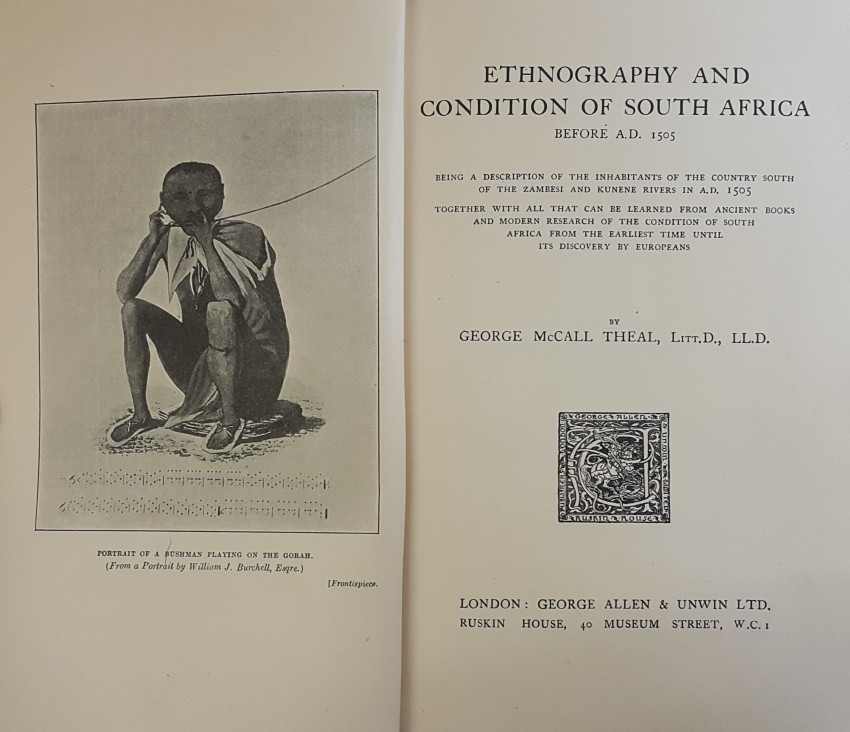 PORTRAIT OF A BUSHMAN PLAYING ON THE GORAH.
(From a Portrait by William J. Burchell, Esqre.)
[Frontispiece.
ETHNOGRAPHY AND
CONDITION OF SOUTH AFRICA
BEFORE A.D. 1505
BEING A DESCRIPTION OF THE INHABITANTS OF THE COUNTRY SOUTH
OF THE ZAMBESI AND KUNENE RIVERS IN A.D. 1505
TOGETHER WITH ALL THAT CAN BE LEARNED FROM ANCIENT BOOKS
AND MODERN RESEARCH OF THE CONDITION OF SOUTH
AFRICA FROM THE EARLIEST TIME UNTIL
ITS DISCOVERY BY EUROPEANS
BY
GEORGE McCALL THEAL, LITT.D., LL.D.
GEORGE ALLEN
RUSKIN HOUSE
LONDON: GEORGE ALLEN & UNWIN LTD.
RUSKIN HOUSE, 40 MUSEUM STREET, W.C. 1